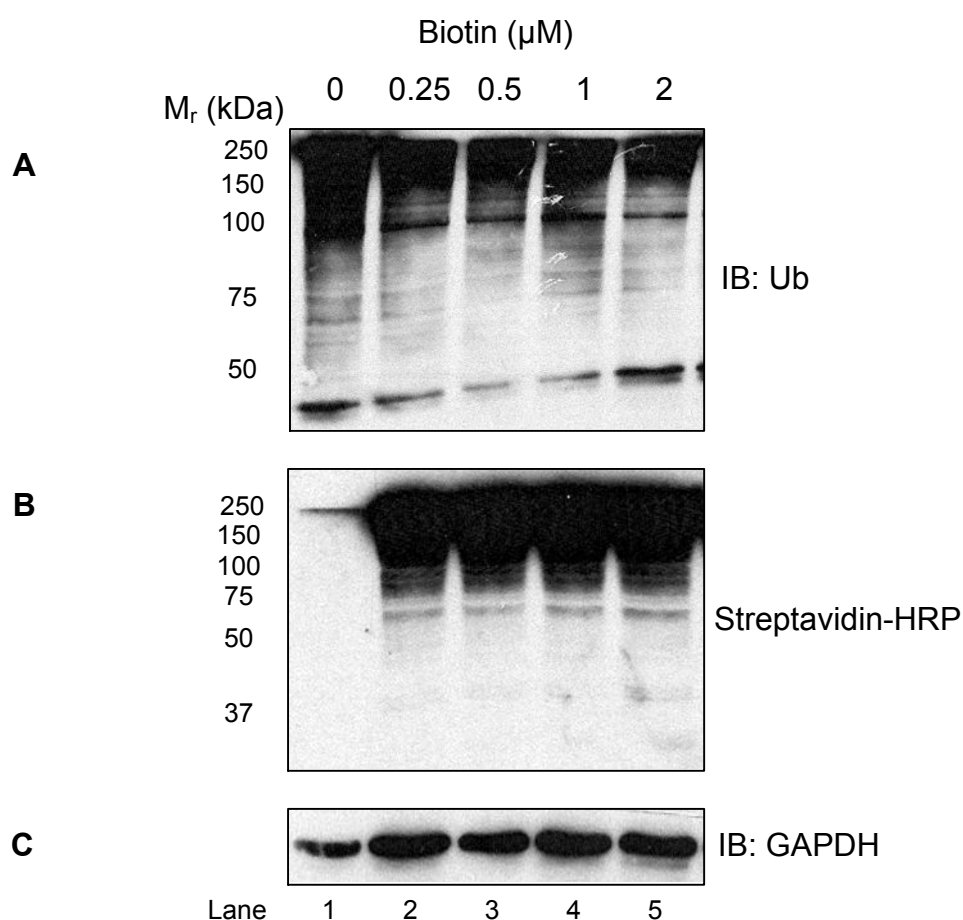 Biotin (µM)
Mr (kDa) 0 0.25 0.5 1 2
A
250
150
100
75
50
IB: Ub
B
250
150
100
75
50
37
Streptavidin-HRP
C
IB: GAPDH
Lane 1 2 3 4 5